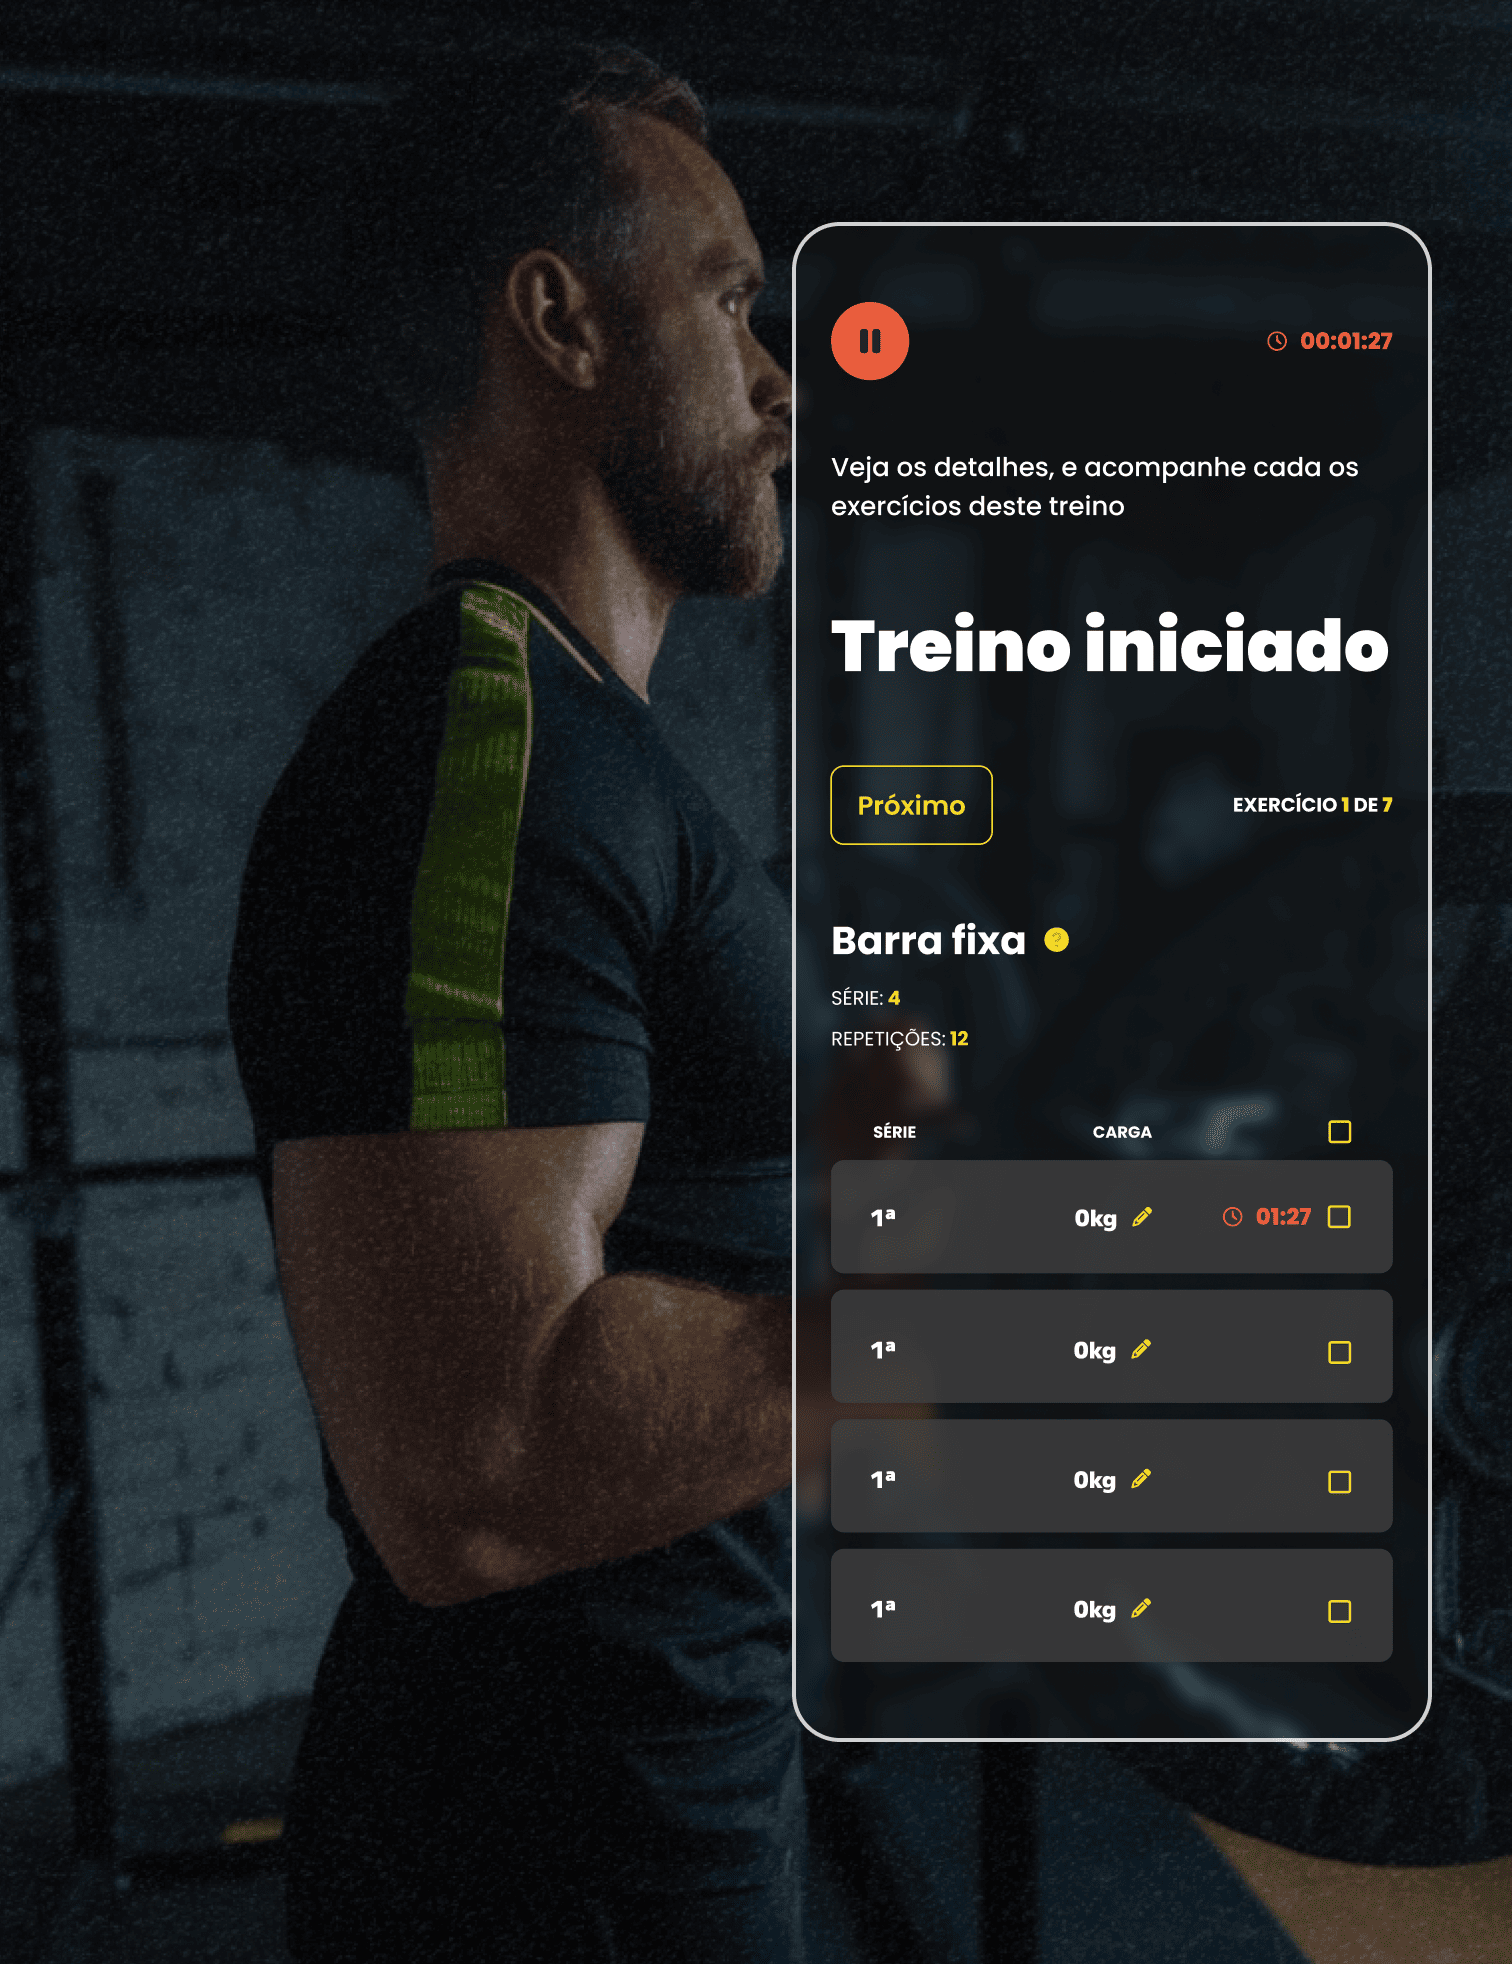 00:01:27
Veja os detalhes, e acompanhe cada os
exercícios deste treino
Treino iniciado
Próximo
EXERCÍCIO 1 DE 7
Barra fixa ?
SÉRIE: 4
REPETIÇÕES: 12
SÉRIE CARGA
1ª 0kg 01:27
1ª 0kg
1ª 0kg
1ª 0kg